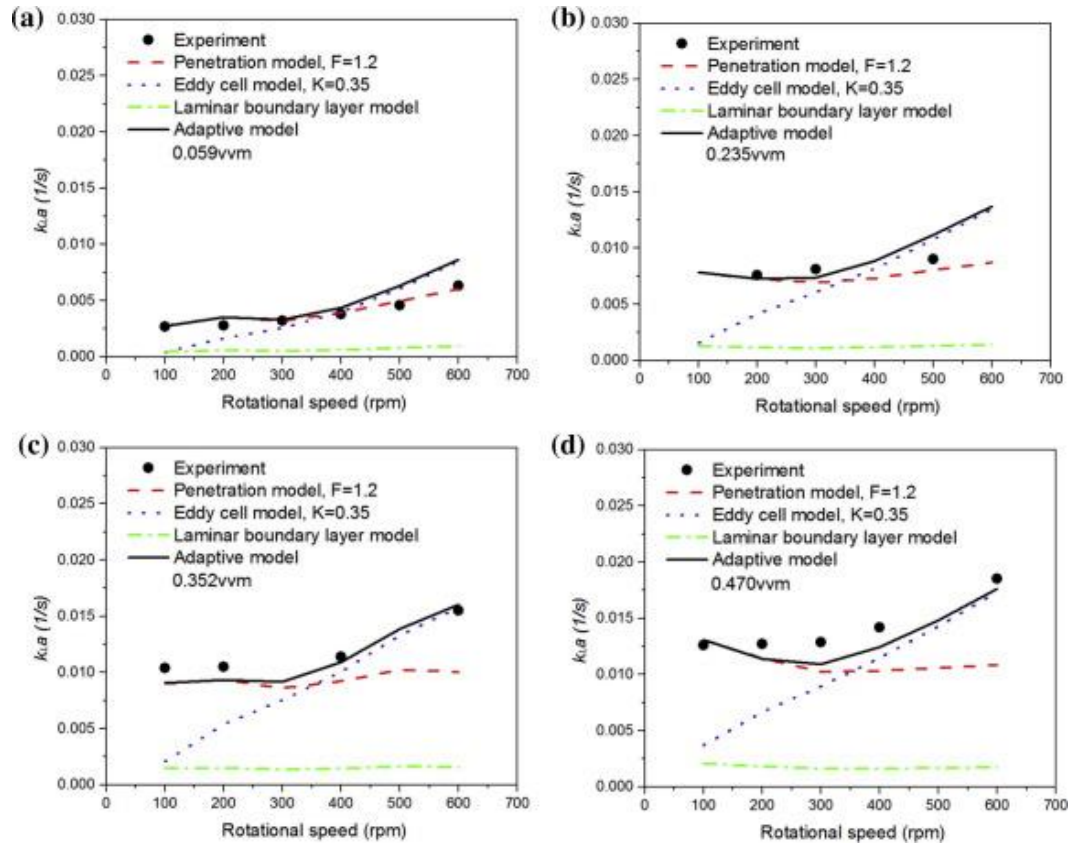 (a)
0.030
0.025
0.020
0.015
0.010
0.005
0.000
kLa (1/s)
Experiment
Penetration model, F=1.2
Eddy cell model, K=0.35
Laminar boundary layer model
Adaptive model
0.059vvm
0 100 200 300 400 500 600 700
Rotational speed (rpm)
(b)
0.030
0.025
0.020
0.015
0.010
0.005
0.000
kLa (1/s)
Experiment
Penetration model, F=1.2
Eddy cell model, K=0.35
Laminar boundary layer model
Adaptive model
0.235vvm
0 100 200 300 400 500 600 700
Rotational speed (rpm)
(c)
0.030
0.025
0.020
0.015
0.010
0.005
0.000
kLa (1/s)
Experiment
Penetration model, F=1.2
Eddy cell model, K=0.35
Laminar boundary layer model
Adaptive model
0.352vvm
0 100 200 300 400 500 600 700
Rotational speed (rpm)
(d)
0.030
0.025
0.020
0.015
0.010
0.005
0.000
kLa (1/s)
Experiment
Penetration model, F=1.2
Eddy cell model, K=0.35
Laminar boundary layer model
Adaptive model
0.470vvm
0 100 200 300 400 500 600 700
Rotational speed (rpm)